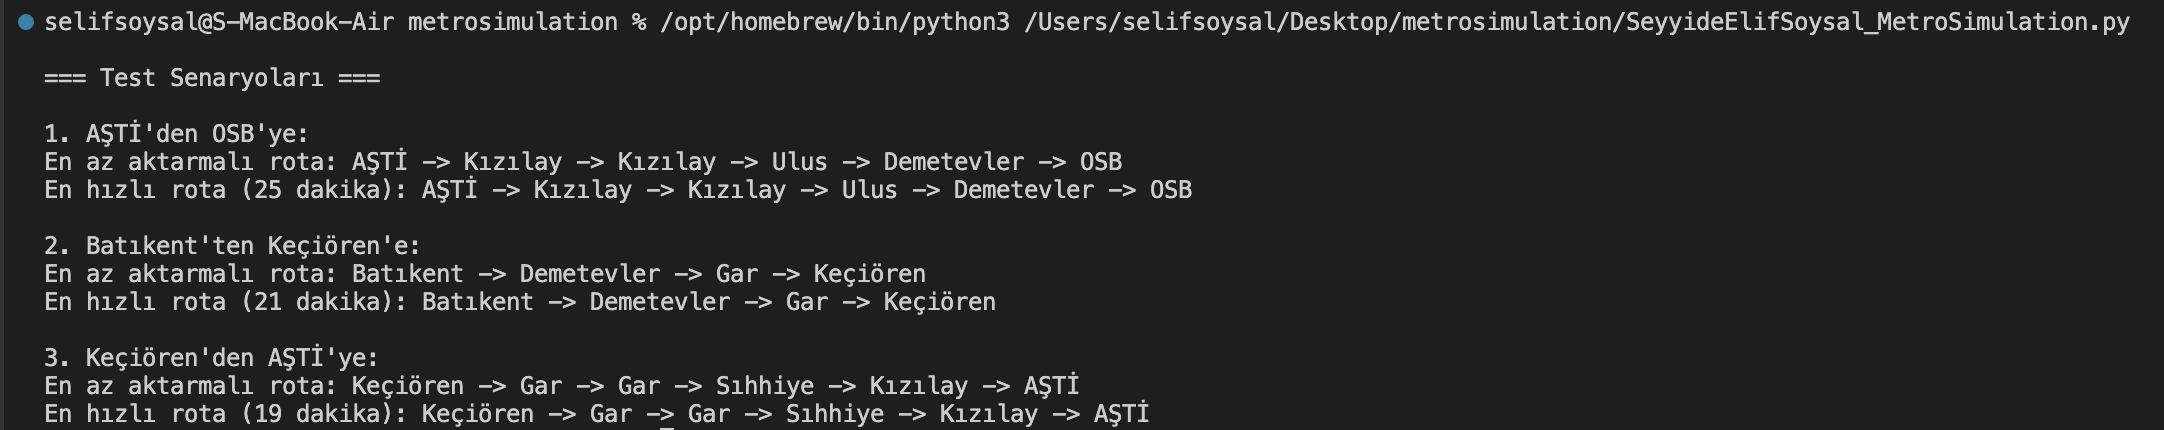 selifsoysal@S-MacBook-Air metrosimulation % /opt/homebrew/bin/python3 /Users/selifsoysal/Desktop/metrosimulation/SeyyideElifSoysal_MetroSimulation.py
=== Test Senaryoları ===
1. AŞTİ'den OSB'ye:
En az aktarmalı rota: AŞTİ -> Kızılay -> Kızılay -> Ulus -> Demetevler -> OSB
En hızlı rota (25 dakika): AŞTİ -> Kızılay -> Kızılay -> Ulus -> Demetevler -> OSB
2. Batıkent'ten Keçiören'e:
En az aktarmalı rota: Batıkent -> Demetevler -> Gar -> Keçiören
En hızlı rota (21 dakika): Batıkent -> Demetevler -> Gar -> Keçiören
3. Keçiören'den AŞTİ'ye:
En az aktarmalı rota: Keçiören -> Gar -> Gar -> Sıhhiye -> Kızılay -> AŞTİ
En hızlı rota (19 dakika): Keçiören -> Gar -> Gar -> Sıhhiye -> Kızılay -> AŞTİ